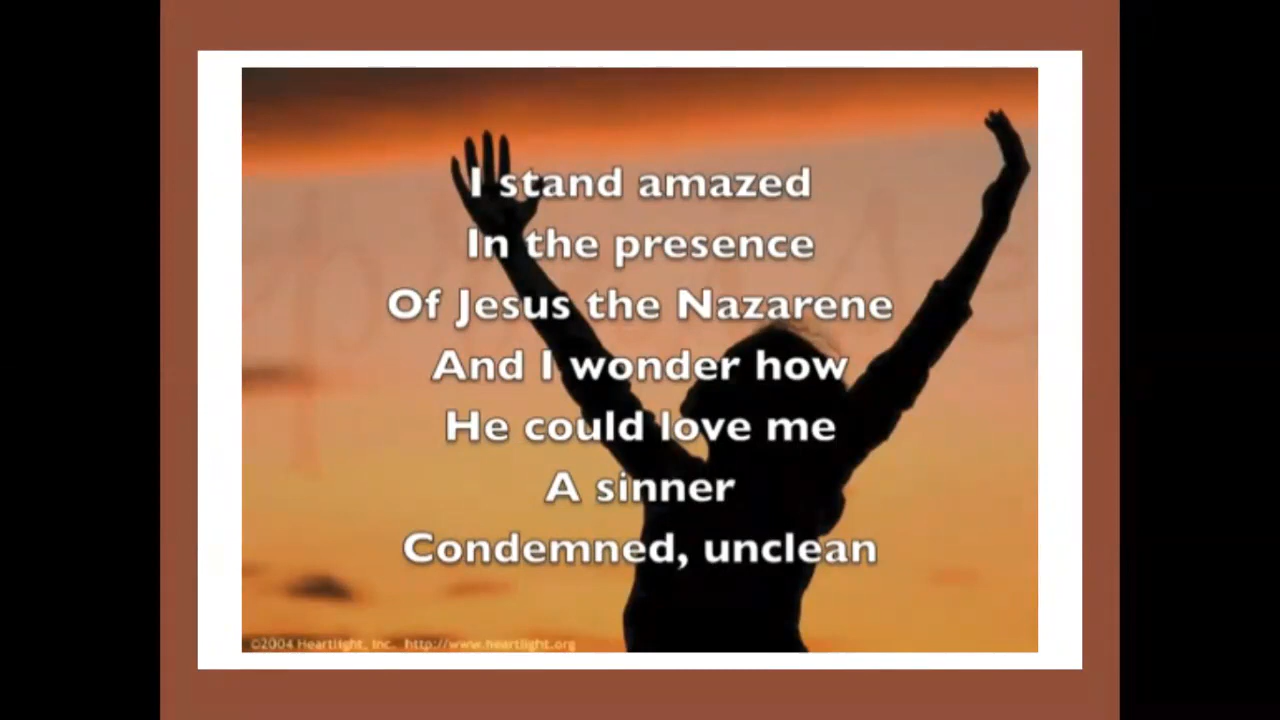 I stand amazed
In the presence
Of Jesus the Nazarene
And I wonder how
He could love me
A sinner
Condemned, unclean
©2004 Heartlight, Inc. http://www.heartlight.org